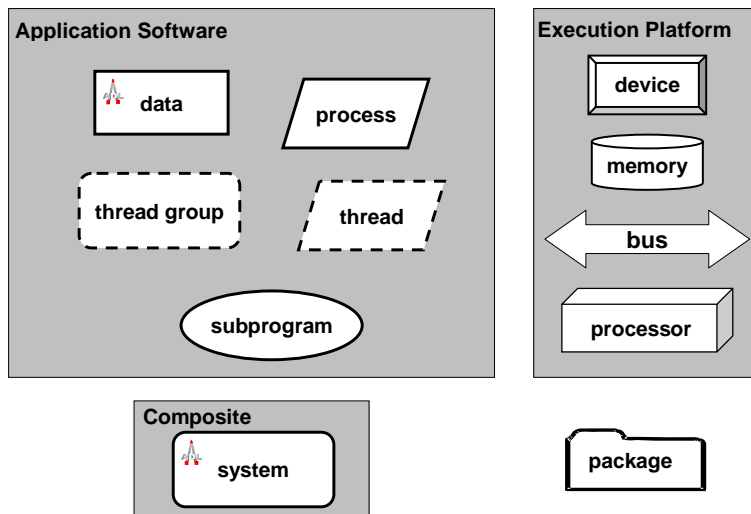 Application Software
data
process
thread group
thread
subprogram
Execution Platform
device
memory
bus
processor
Composite
system
package